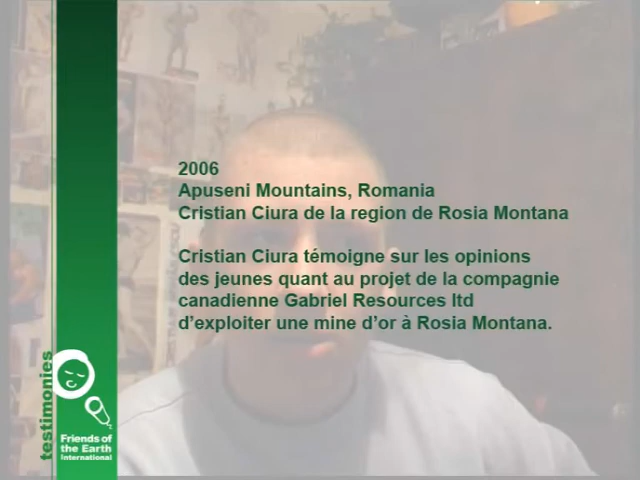 2006
Apuseni Mountains, Romania
Cristian Ciura de la region de Rosia Montana
Cristian Ciura témoigne sur les opinions
des jeunes quant au projet de la compagnie
canadienne Gabriel Resources ltd
d’exploiter une mine d’or à Rosia Montana.
testimonies
Friends of
the Earth
International